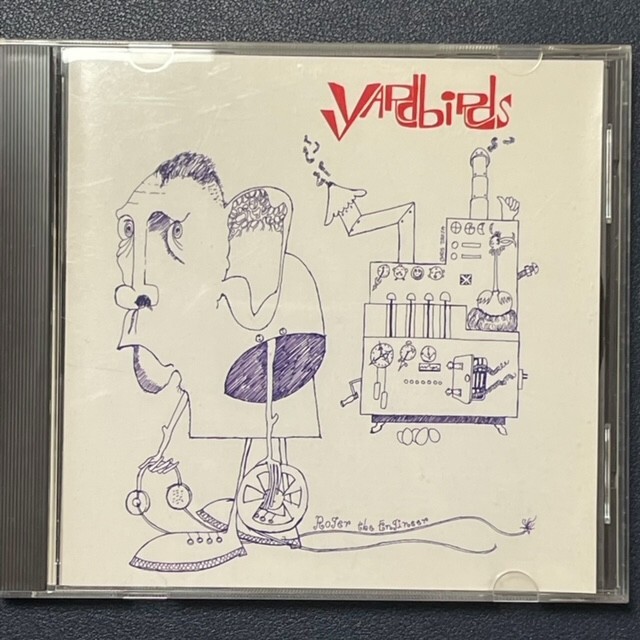 Yardbirds
Roger the Engineer